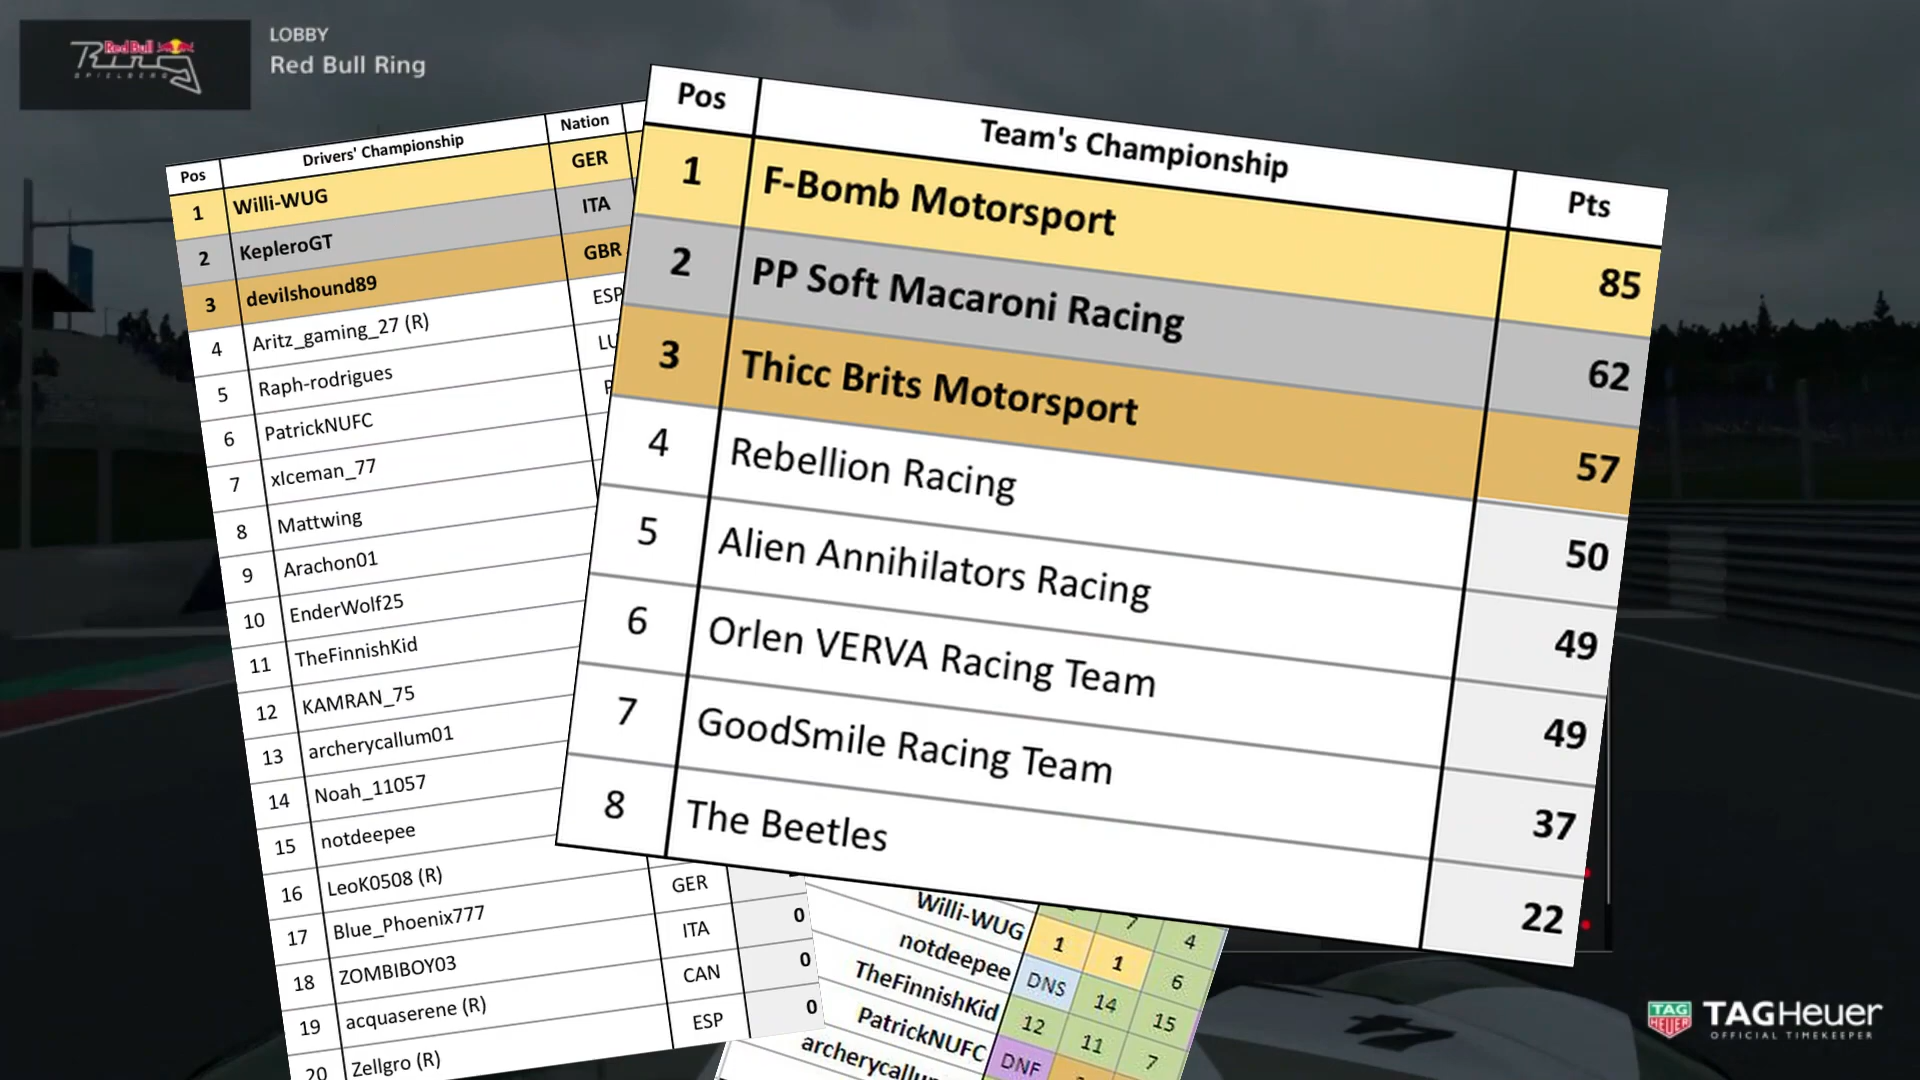 Red Bull
Ring
SPIELBERG
LOBBY
Red Bull Ring
Pos Drivers' Championship Nation
1 Willi-WUG GER
2 KepleroGT ITA
3 devilshound89 GBR
4 Aritz_gaming_27 (R) ESP
5 Raph-rodrigues
6 PatrickNUFC
7 xIceman_77
8 Mattwing
9 Arachon01
10 EnderWolf25
11 TheFinnishKid
12 KAMRAN_75
13 archerycallum01
14 Noah_11057
15 notdeepee
16 LeoK0508 (R) GER
17 Blue_Phoenix777 ITA 0
18 ZOMBIBOY03 CAN 0
19 acquaserene (R) ESP 0
20 Zellgro (R)
Pos Team's Championship Pts
1 F-Bomb Motorsport 85
2 PP Soft Macaroni Racing 62
3 Thicc Brits Motorsport 57
4 Rebellion Racing 50
5 Alien Annihilators Racing 49
6 Orlen VERVA Racing Team 49
7 GoodSmile Racing Team 37
8 The Beetles 22
7 4
Willi-WUG 1 1 6
notdeepee DNS 14 15
TheFinnishKid 12 11 7
PatrickNUFC DNF
TAG
HEUER
TAGHeuer
OFFICIAL TIMEKEEPER